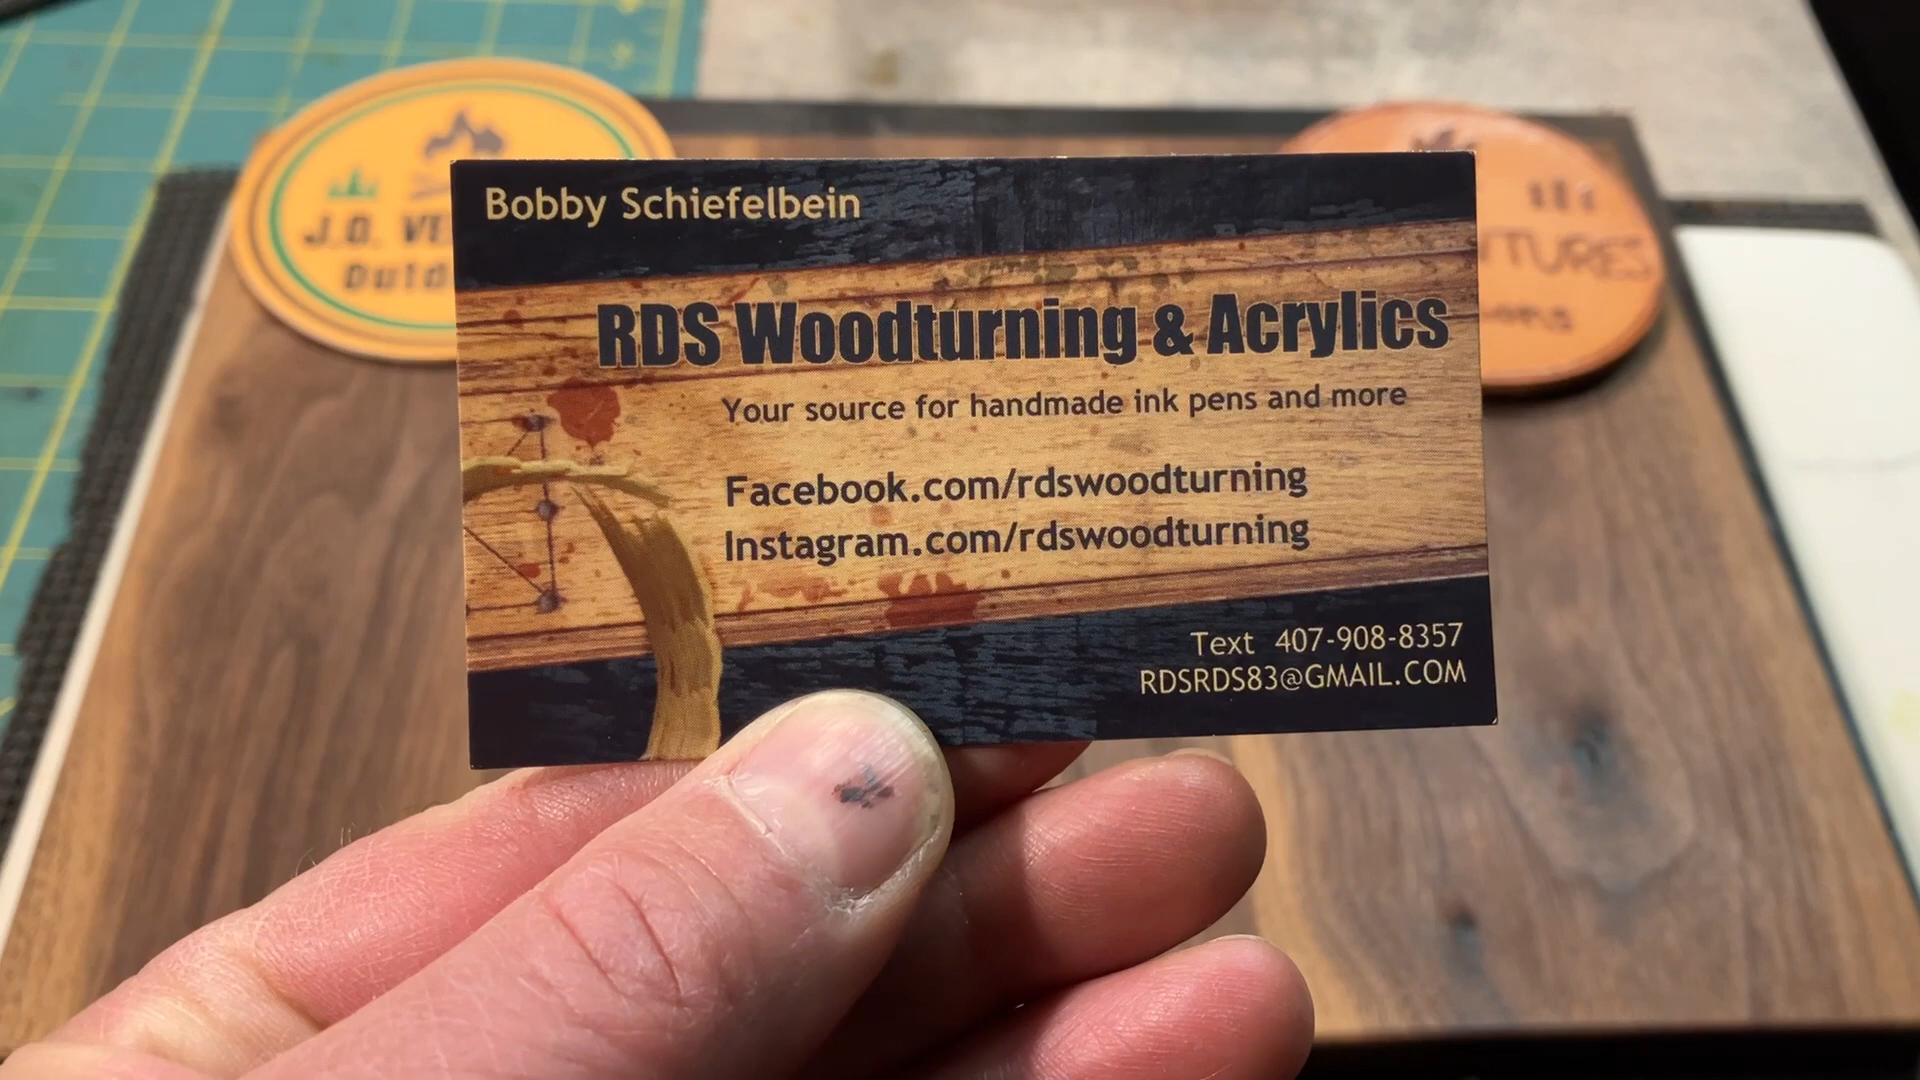 Bobby Schiefelbein
RDS Woodturning & Acrylics
Your source for handmade ink pens and more
Facebook.com/rdswoodturning
Instagram.com/rdswoodturning
Text 407-908-8357
RDSRDS83@GMAIL.COM
J.O.